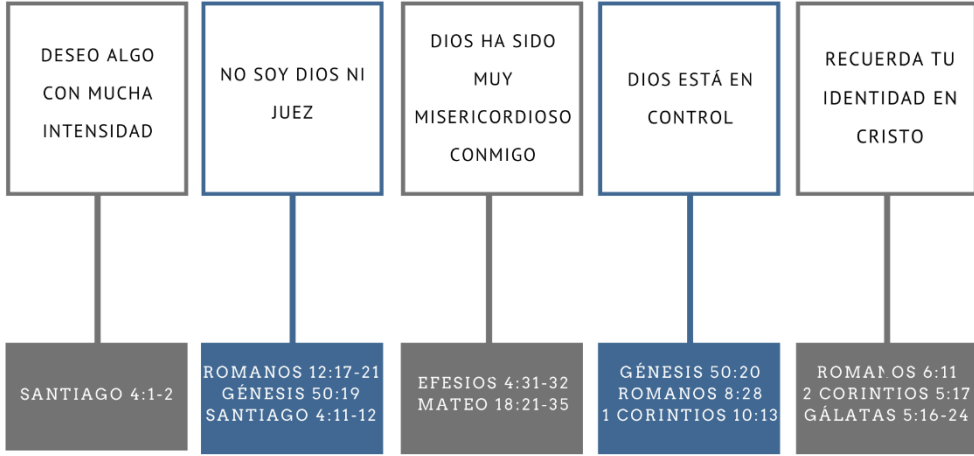 DESEO ALGO
CON MUCHA
INTENSIDAD
NO SOY DIOS NI
JUEZ
DIOS HA SIDO
MUY
MISERICORDIOSO
CONMIGO
DIOS ESTÁ EN
CONTROL
RECUERDA TU
IDENTIDAD EN
CRISTO
SANTIAGO 4:1-2
ROMANOS 12:17-21
GÉNESIS 50:19
SANTIAGO 4:11-12
EFESIOS 4:31-32
MATEO 18:21-35
GÉNESIS 50:20
ROMANOS 8:28
1 CORINTIOS 10:13
ROMANOS 6:11
2 CORINTIOS 5:17
GÁLATAS 5:16-24